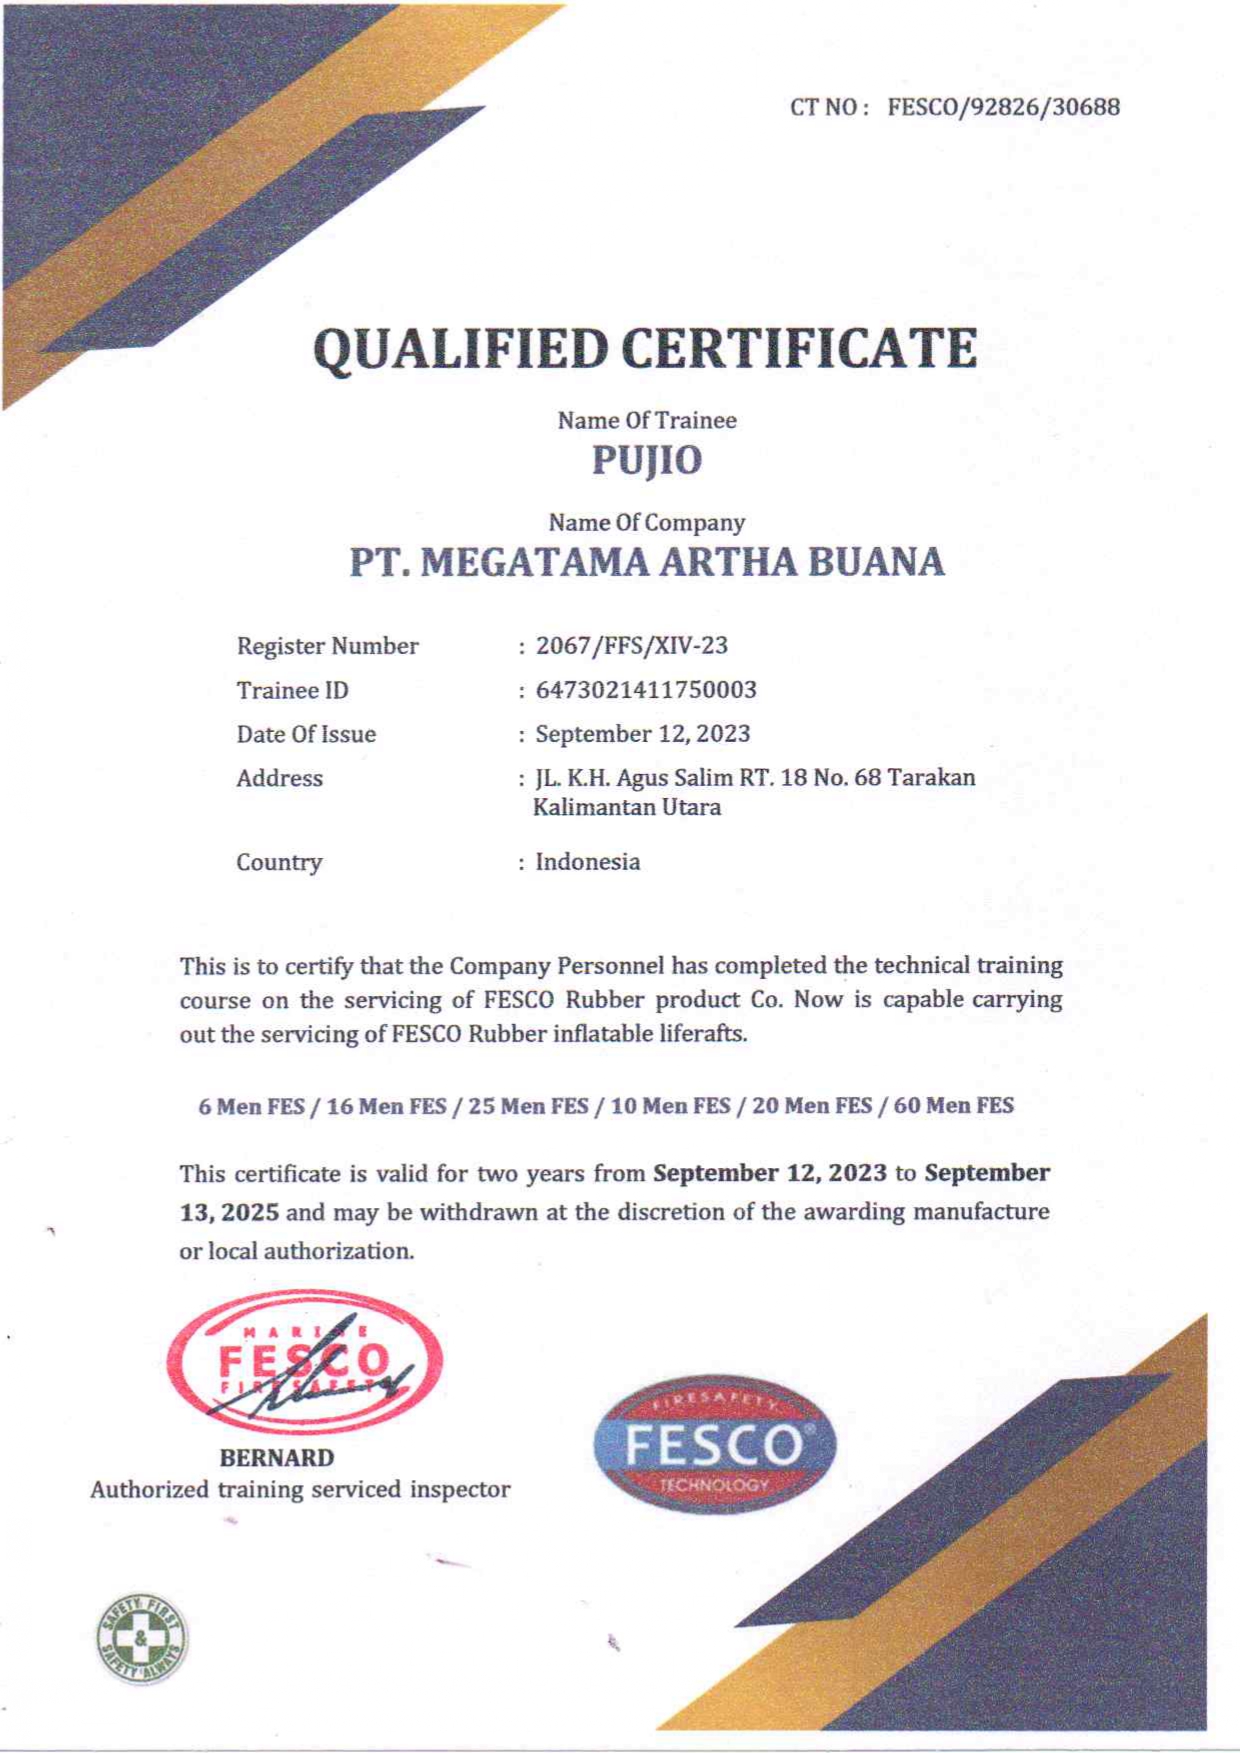 CT NO : FESCO/92826/30688
QUALIFIED CERTIFICATE
Name Of Trainee
PUJIO
Name Of Company
PT. MEGATAMA ARTHA BUANA
Register Number : 2067/FFS/XIV-23
Trainee ID : 6473021411750003
Date Of Issue : September 12, 2023
Address : JL. K.H. Agus Salim RT. 18 No. 68 Tarakan
Kalimantan Utara
Country : Indonesia
This is to certify that the Company Personnel has completed the technical training
course on the servicing of FESCO Rubber product Co. Now is capable carrying
out the servicing of FESCO Rubber inflatable liferafts.
6 Men FES / 16 Men FES / 25 Men FES / 10 Men FES / 20 Men FES / 60 Men FES
This certificate is valid for two years from September 12, 2023 to September
13, 2025 and may be withdrawn at the discretion of the awarding manufacture
or local authorization.
MARINE
FESCO
FIRESAFETY
BERNARD
Authorized training serviced inspector
FIRESAFETY
FESCO®
TECHNOLOGY
SAFETY FIRST
&
SAFETY ALWAYS